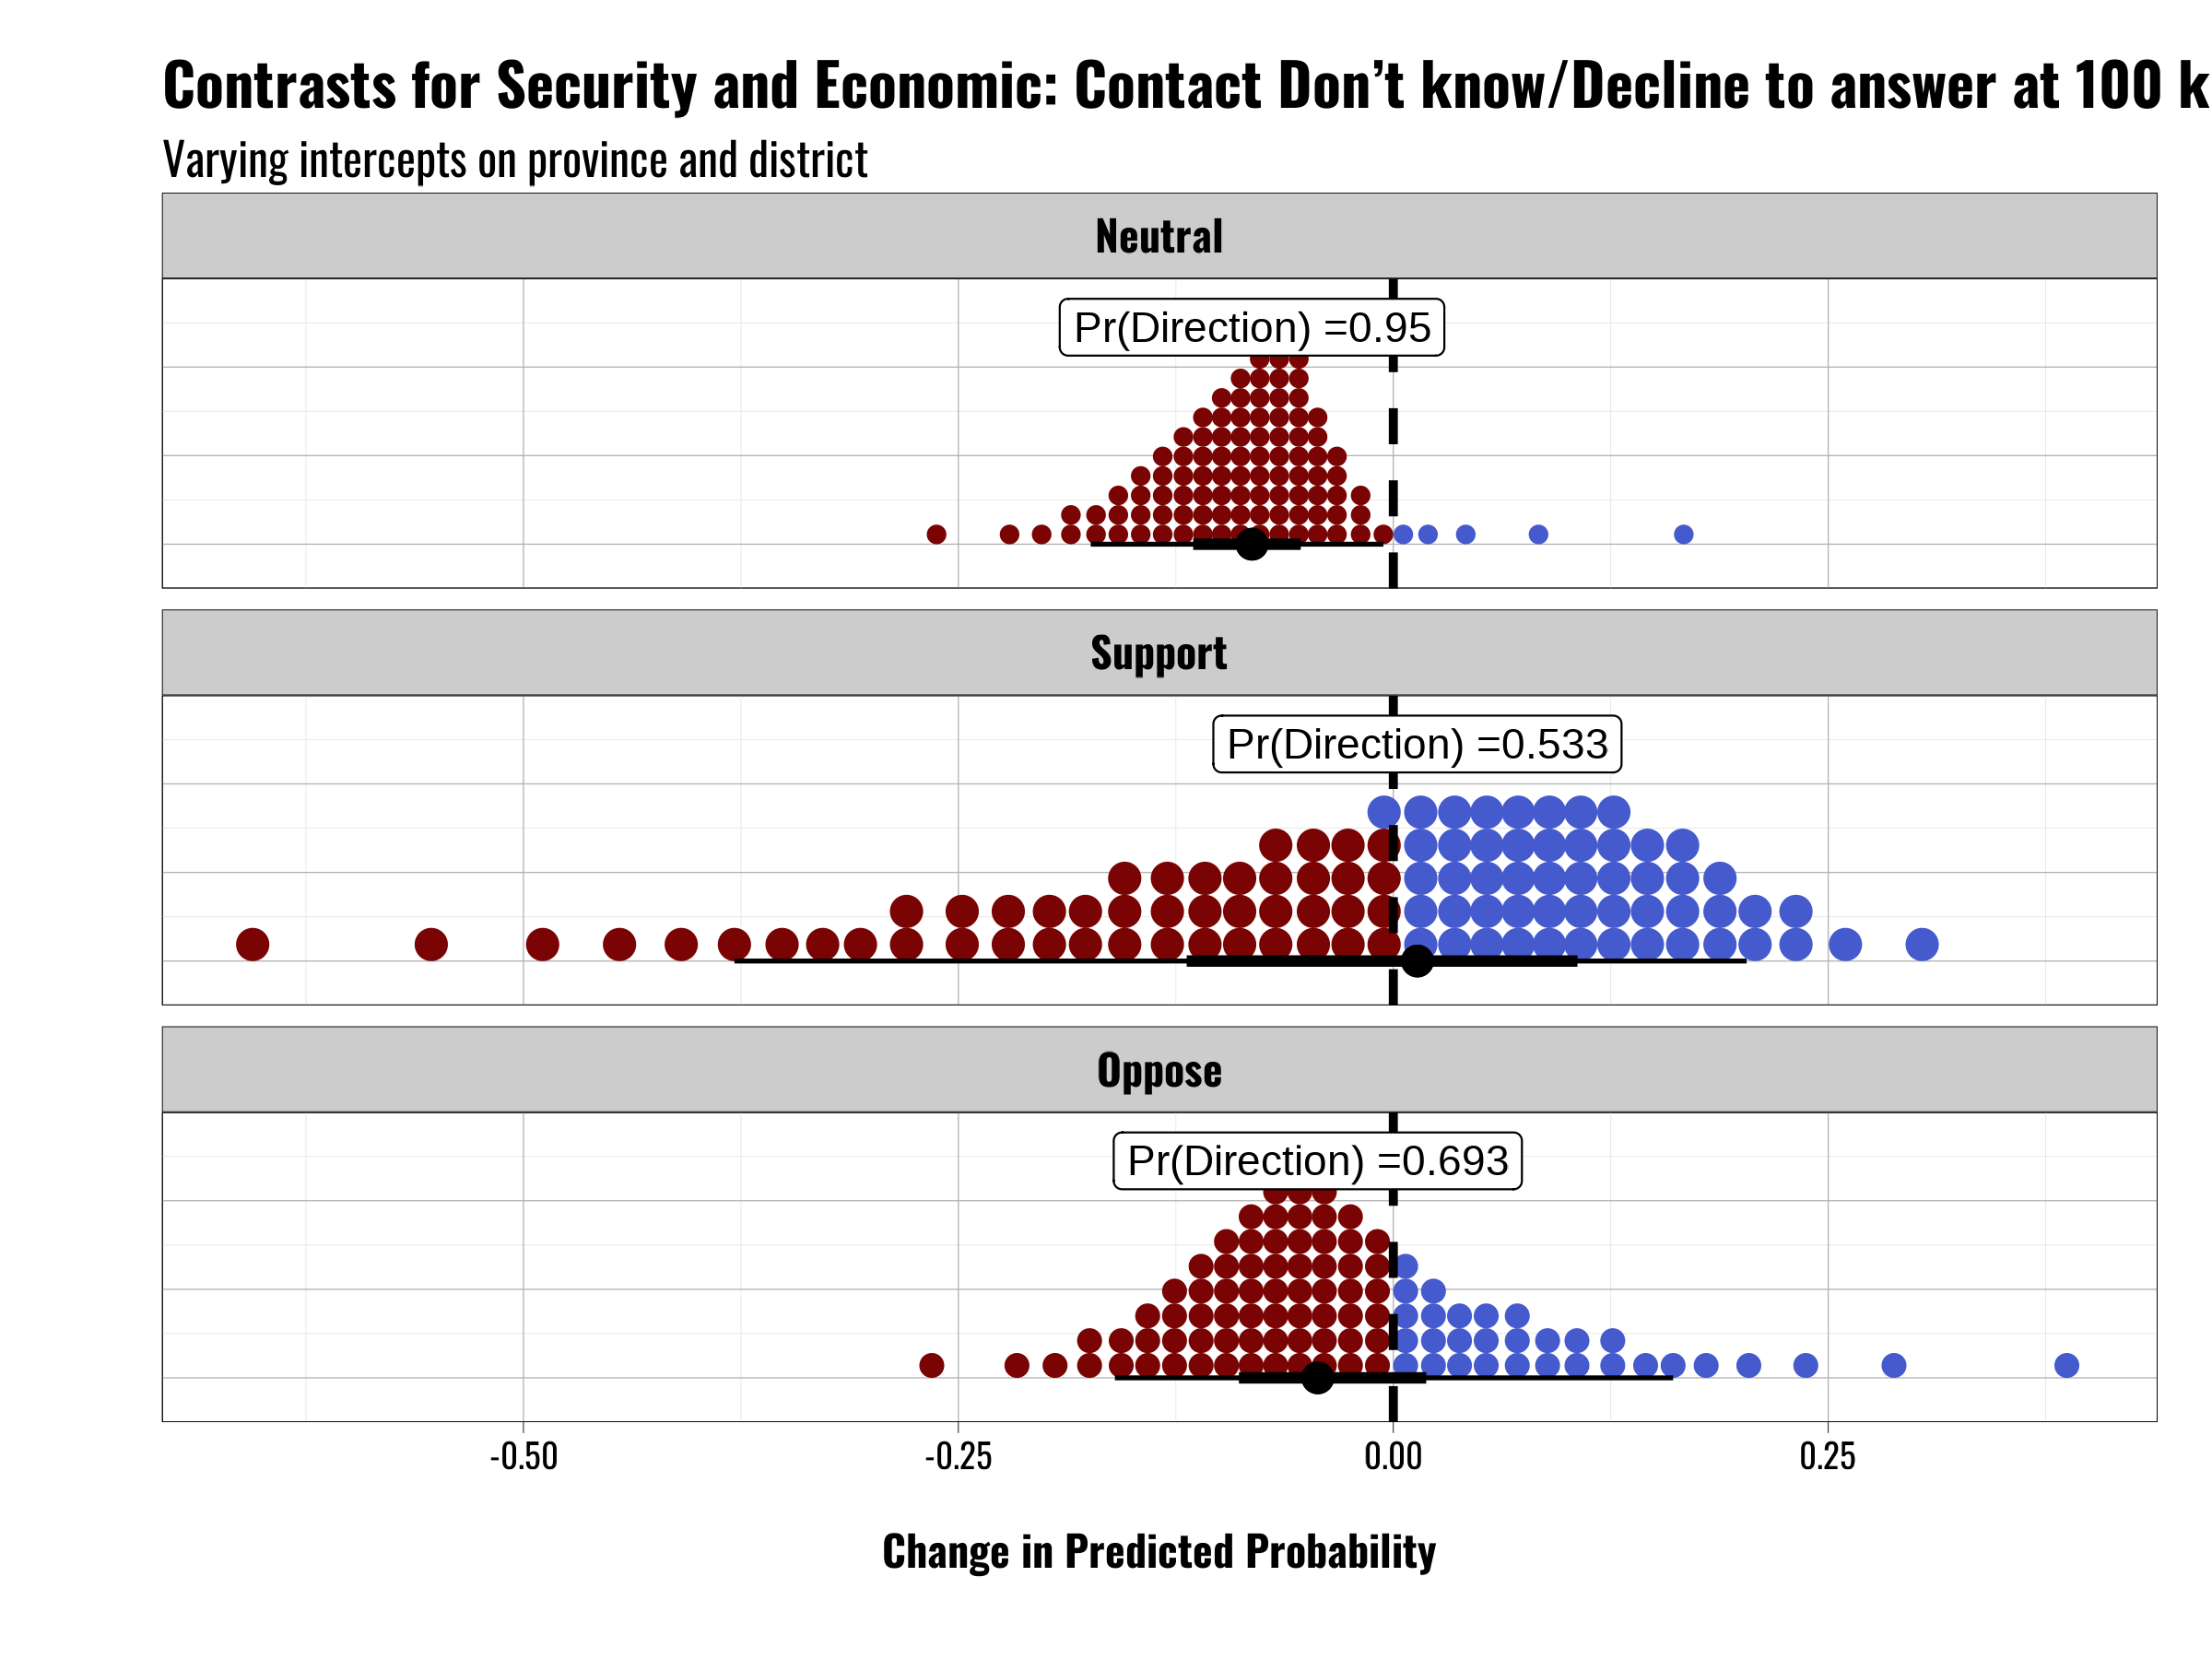 Contrasts for Security and Economic: Contact Don’t know/Decline to answer at 100 k
Varying intercepts on province and district
Neutral
Pr(Direction) =0.95
Support
Pr(Direction) =0.533
Oppose
Pr(Direction) =0.693
-0.50 -0.25 0.00 0.25
Change in Predicted Probability